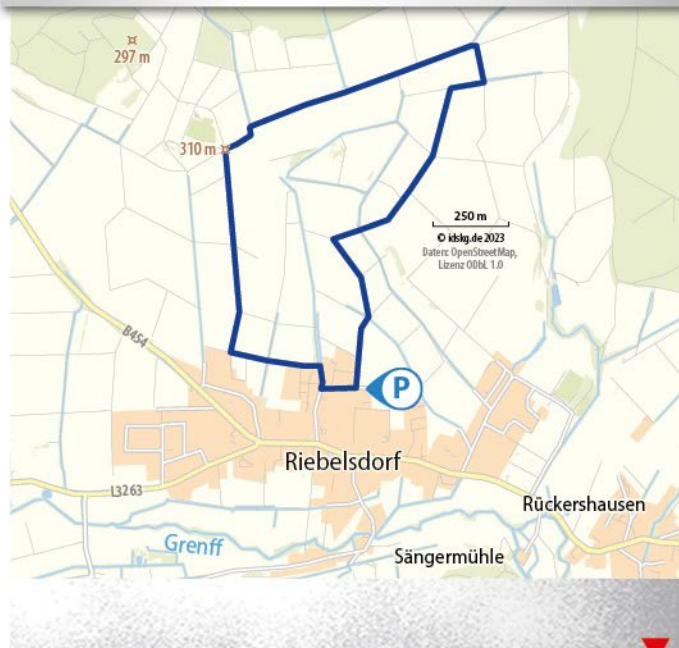 297 m
310 m
250 m
© idskg.de 2023
Daten: OpenStreetMap,
Lizenz ODbL 1.0
B454
P
Riebelsdorf
L3263
Rückershausen
Grenff
Sängermühle